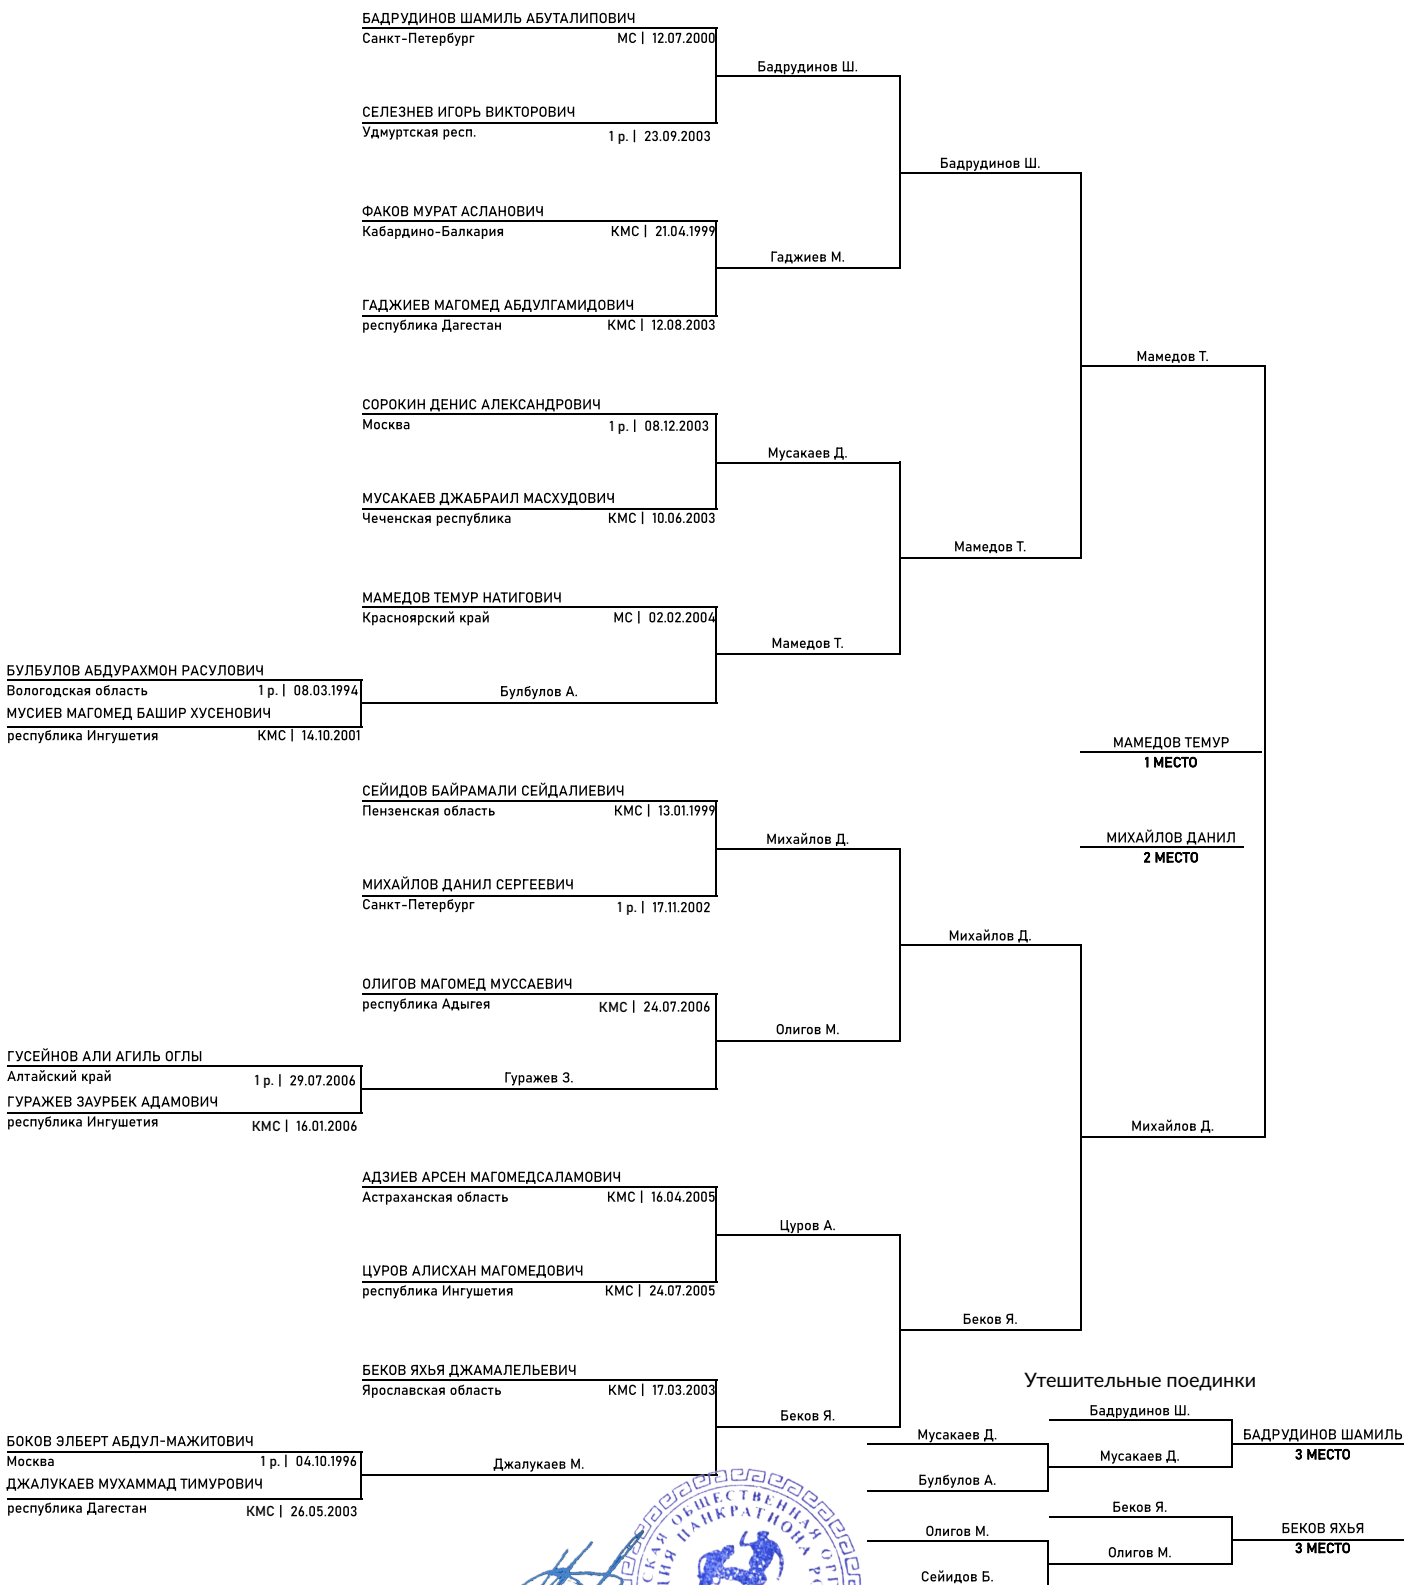 БАДРУДИНОВ ШАМИЛЬ АБУТАЛИПОВИЧ
Санкт-Петербург МС | 12.07.2000
Бадрудинов Ш.
СЕЛЕЗНЕВ ИГОРЬ ВИКТОРОВИЧ
Удмуртская респ. 1 р. | 23.09.2003
Бадрудинов Ш.
ФАКОВ МУРАТ АСЛАНОВИЧ
Кабардино-Балкария КМС | 21.04.1999
Гаджиев М.
ГАДЖИЕВ МАГОМЕД АБДУЛГАМИДОВИЧ
республика Дагестан КМС | 12.08.2003
Мамедов Т.
СОРОКИН ДЕНИС АЛЕКСАНДРОВИЧ
Москва 1 р. | 08.12.2003
Мусакаев Д.
МУСАКАЕВ ДЖАБРАИЛ МАСХУДОВИЧ
Чеченская республика КМС | 10.06.2003
Мамедов Т.
МАМЕДОВ ТЕМУР НАТИГОВИЧ
Красноярский край МС | 02.02.2004
Мамедов Т.
БУЛБУЛОВ АБДУРАХМОН РАСУЛОВИЧ
Вологодская область 1 р. | 08.03.1994
Булбулов А.
МУСИЕВ МАГОМЕД БАШИР ХУСЕНОВИЧ
республика Ингушетия КМС | 14.10.2001
МАМЕДОВ ТЕМУР
1 МЕСТО
СЕЙИДОВ БАЙРАМАЛИ СЕЙДАЛИЕВИЧ
Пензенская область КМС | 13.01.1999
Михайлов Д.
МИХАЙЛОВ ДАНИЛ
2 МЕСТО
МИХАЙЛОВ ДАНИЛ СЕРГЕЕВИЧ
Санкт-Петербург 1 р. | 17.11.2002
Михайлов Д.
ОЛИГОВ МАГОМЕД МУССАЕВИЧ
республика Адыгея КМС | 24.07.2006
Олигов М.
ГУСЕЙНОВ АЛИ АГИЛЬ ОГЛЫ
Алтайский край 1 р. | 29.07.2006
Гуражев З.
ГУРАЖЕВ ЗАУРБЕК АДАМОВИЧ
республика Ингушетия КМС | 16.01.2006
Михайлов Д.
АДЗИЕВ АРСЕН МАГОМЕДСАЛАМОВИЧ
Астраханская область КМС | 16.04.2005
Цуров А.
ЦУРОВ АЛИСХАН МАГОМЕДОВИЧ
республика Ингушетия КМС | 24.07.2005
Беков Я.
БЕКОВ ЯХЬЯ ДЖАМАЛЕЛЬЕВИЧ
Ярославская область КМС | 17.03.2003
Беков Я.
БОКОВ ЭЛБЕРТ АБДУЛ-МАЖИТОВИЧ
Москва 1 р. | 04.10.1996
Джалукаев М.
ДЖАЛУКАЕВ МУХАММАД ТИМУРОВИЧ
республика Дагестан КМС | 26.05.2003
Утешительные поединки
Бадрудинов Ш.
Мусакаев Д.
БАДРУДИНОВ ШАМИЛЬ
3 МЕСТО
Мусакаев Д.
Булбулов А.
Беков Я.
БЕКОВ ЯХЬЯ
3 МЕСТО
Олигов М.
Олигов М.
Сейидов Б.
ОБЩЕСТВЕННАЯ
ПАНКРАТИОНА